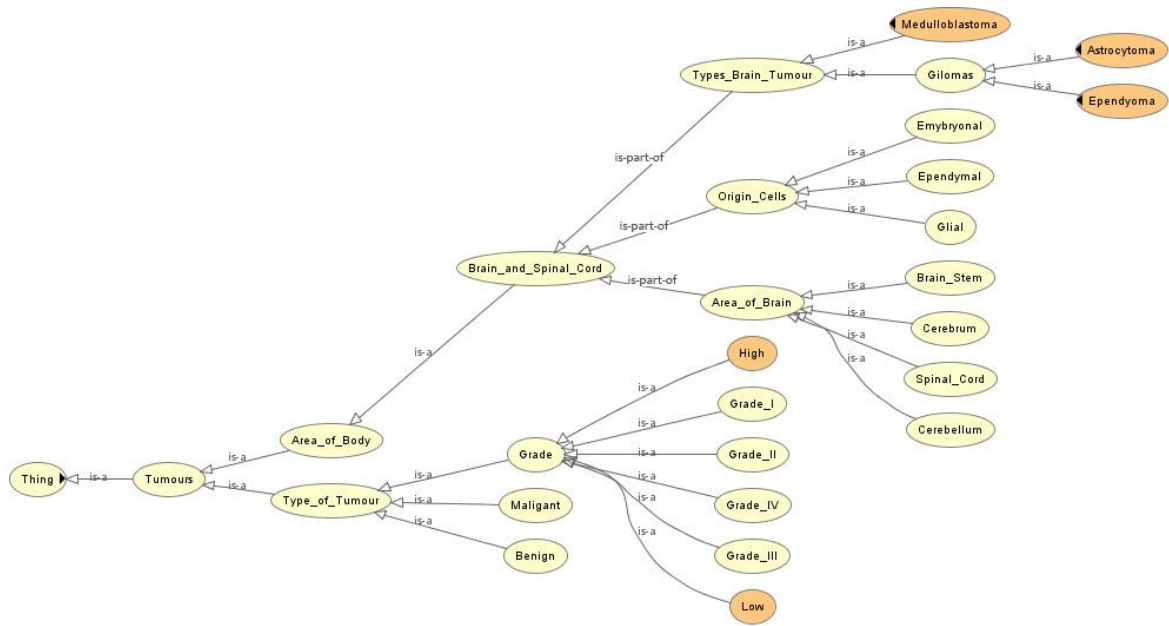 Medulloblastoma
is-a
Astrocytoma
is-a
Types_Brain_Tumour
is-a
Gilomas
is-a
Ependyoma
Emybryonal
is-part-of
is-a
Ependymal
is-a
Origin_Cells
is-a
is-part-of
Glial
Brain_and_Spinal_Cord
is-part-of
Brain_Stem
is-a
Area_of_Brain
is-a
Cerebrum
is-a
High
is-a
is-a
Spinal_Cord
is-a
Grade_I
is-a
Cerebellum
Area_of_Body
is-a
Grade
is-a
Grade_II
is-a
Thing
is-a
Tumours
is-a
is-a
is-a
Type_of_Tumour
is-a
Maligant
is-a
Grade_IV
is-a
is-a
Benign
Grade_III
Low